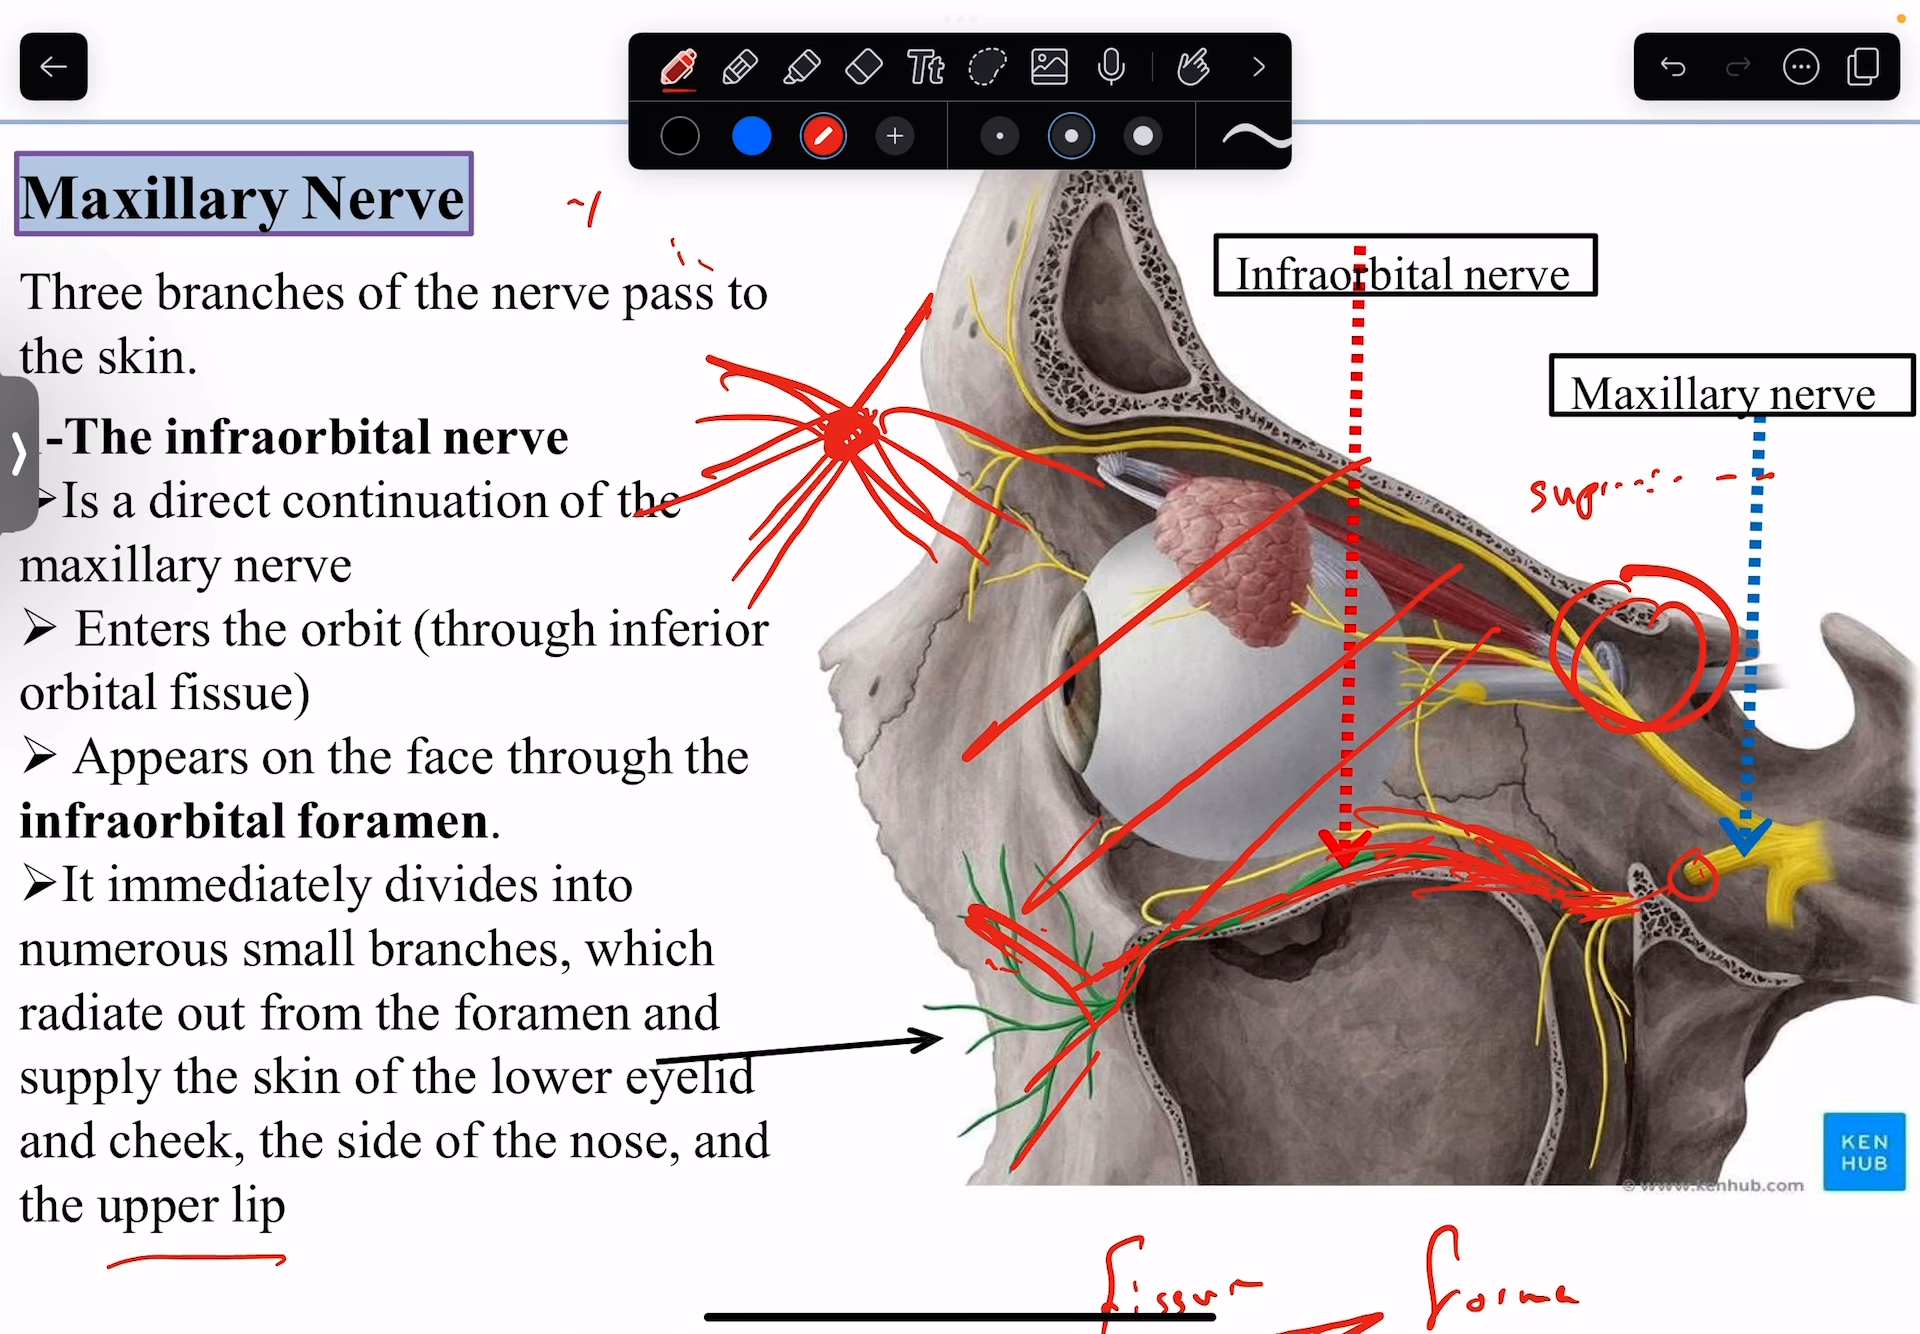 Tt
Maxillary Nerve
Three branches of the nerve pass to
the skin.
-The infraorbital nerve
➤Is a direct continuation of the
maxillary nerve
➤ Enters the orbit (through inferior
orbital fissue)
➤ Appears on the face through the
infraorbital foramen.
➤It immediately divides into
numerous small branches, which
radiate out from the foramen and
supply the skin of the lower eyelid
and cheek, the side of the nose, and
the upper lip
Infraorbital nerve
Maxillary nerve
KEN
HUB
© www.kenhub.com